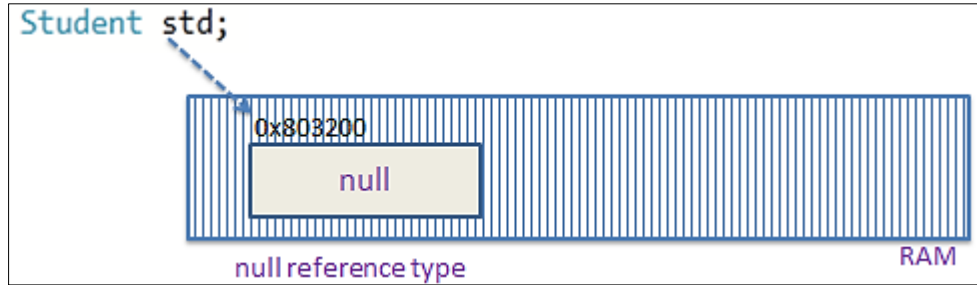 Student std;
0x803200
null
null reference type
RAM